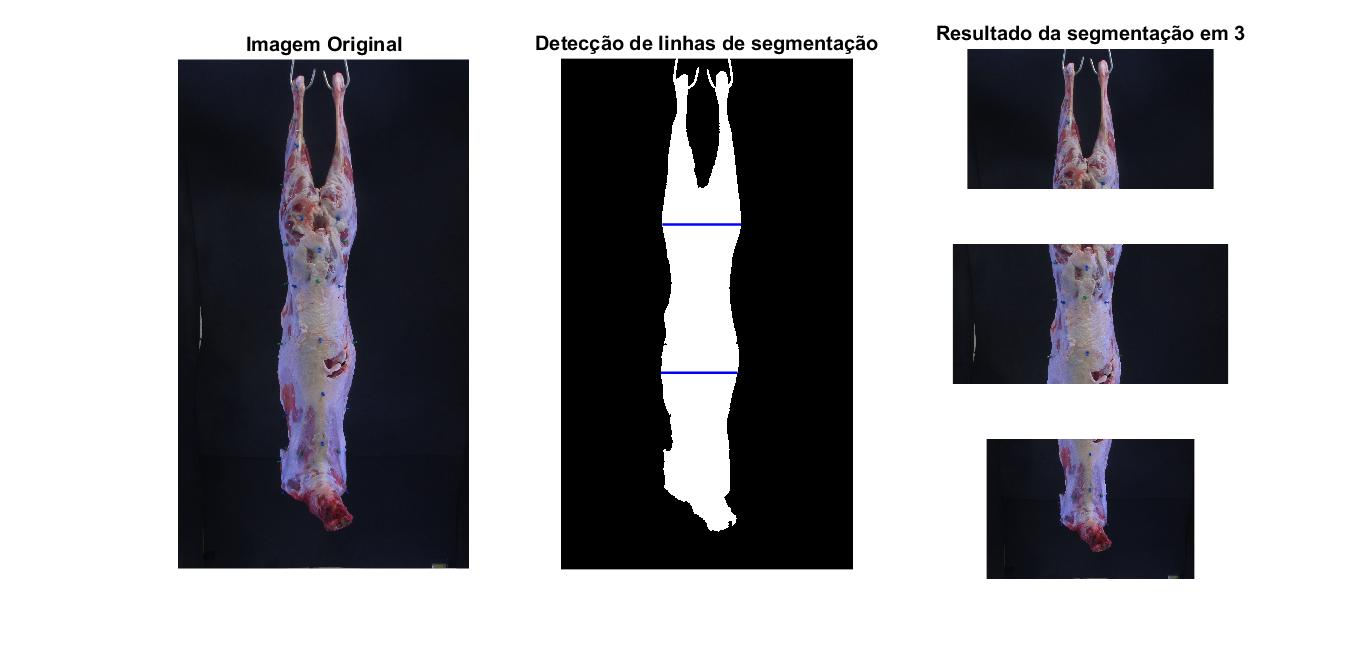 Imagem Original
Detecção de linhas de segmentação
Resultado da segmentação em 3